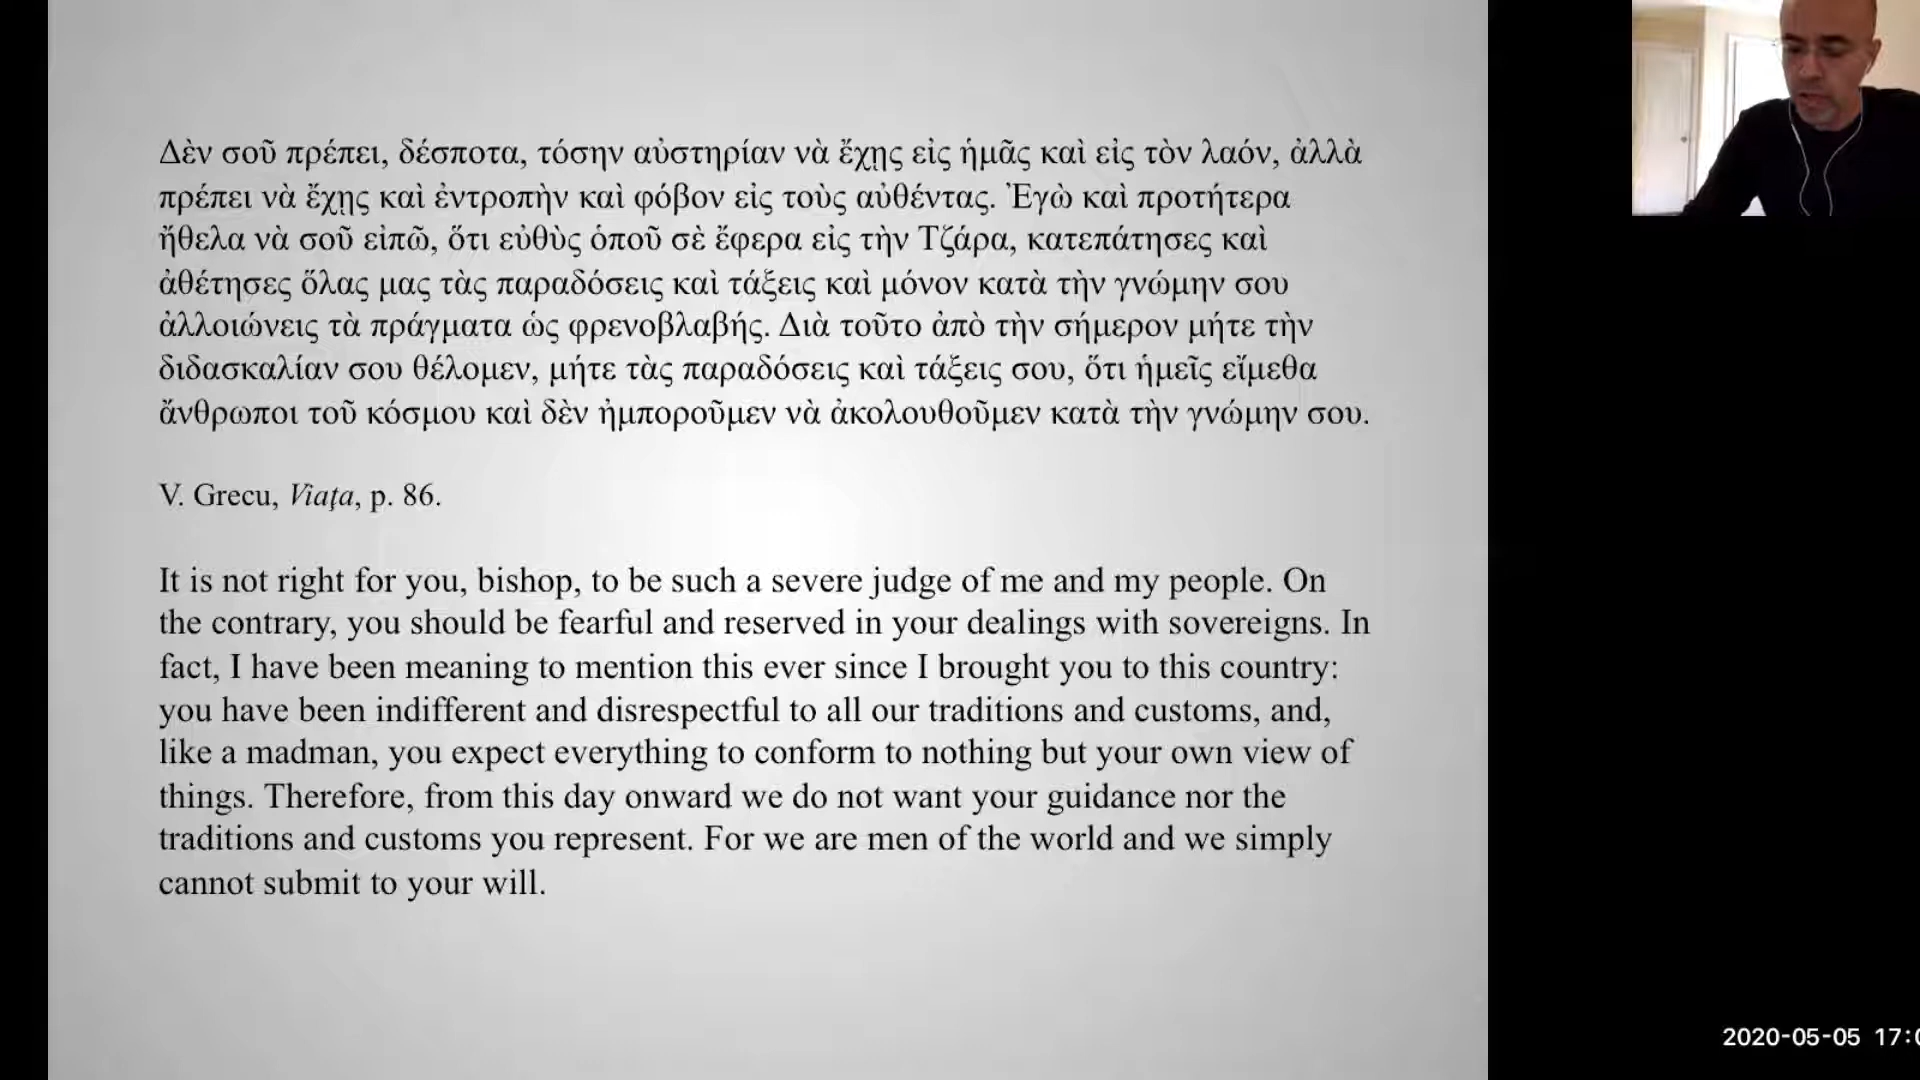 Δὲν σοῦ πρέπει, δέσποτα, τόσην αὐστηρίαν νὰ ἔχῃς εἰς ἡμᾶς καὶ εἰς τὸν λαόν, ἀλλὰ
πρέπει νὰ ἔχῃς καὶ ἐντροπὴν καὶ φόβον εἰς τοὺς αὐθέντας. Ἐγὼ καὶ προτήτερα
ἤθελα νὰ σοῦ εἰπῶ, ὅτι εὐθὺς ὁποῦ σὲ ἔφερα εἰς τὴν Τζάρα, κατεπάτησες καὶ
ἀθέτησες ὅλας μας τὰς παραδόσεις καὶ τάξεις καὶ μόνον κατὰ τὴν γνώμην σου
ἀλλοιώνεις τὰ πράγματα ὡς φρενοβλαβής. Διὰ τοῦτο ἀπὸ τὴν σήμερον μήτε τὴν
διδασκαλίαν σου θέλομεν, μήτε τὰς παραδόσεις καὶ τάξεις σου, ὅτι ἡμεῖς εἴμεθα
ἄνθρωποι τοῦ κόσμου καὶ δὲν ἠμποροῦμεν νὰ ἀκολουθοῦμεν κατὰ τὴν γνώμην σου.
V. Grecu, Viaţa, p. 86.
It is not right for you, bishop, to be such a severe judge of me and my people. On
the contrary, you should be fearful and reserved in your dealings with sovereigns. In
fact, I have been meaning to mention this ever since I brought you to this country:
you have been indifferent and disrespectful to all our traditions and customs, and,
like a madman, you expect everything to conform to nothing but your own view of
things. Therefore, from this day onward we do not want your guidance nor the
traditions and customs you represent. For we are men of the world and we simply
cannot submit to your will.
2020-05-05 17:0